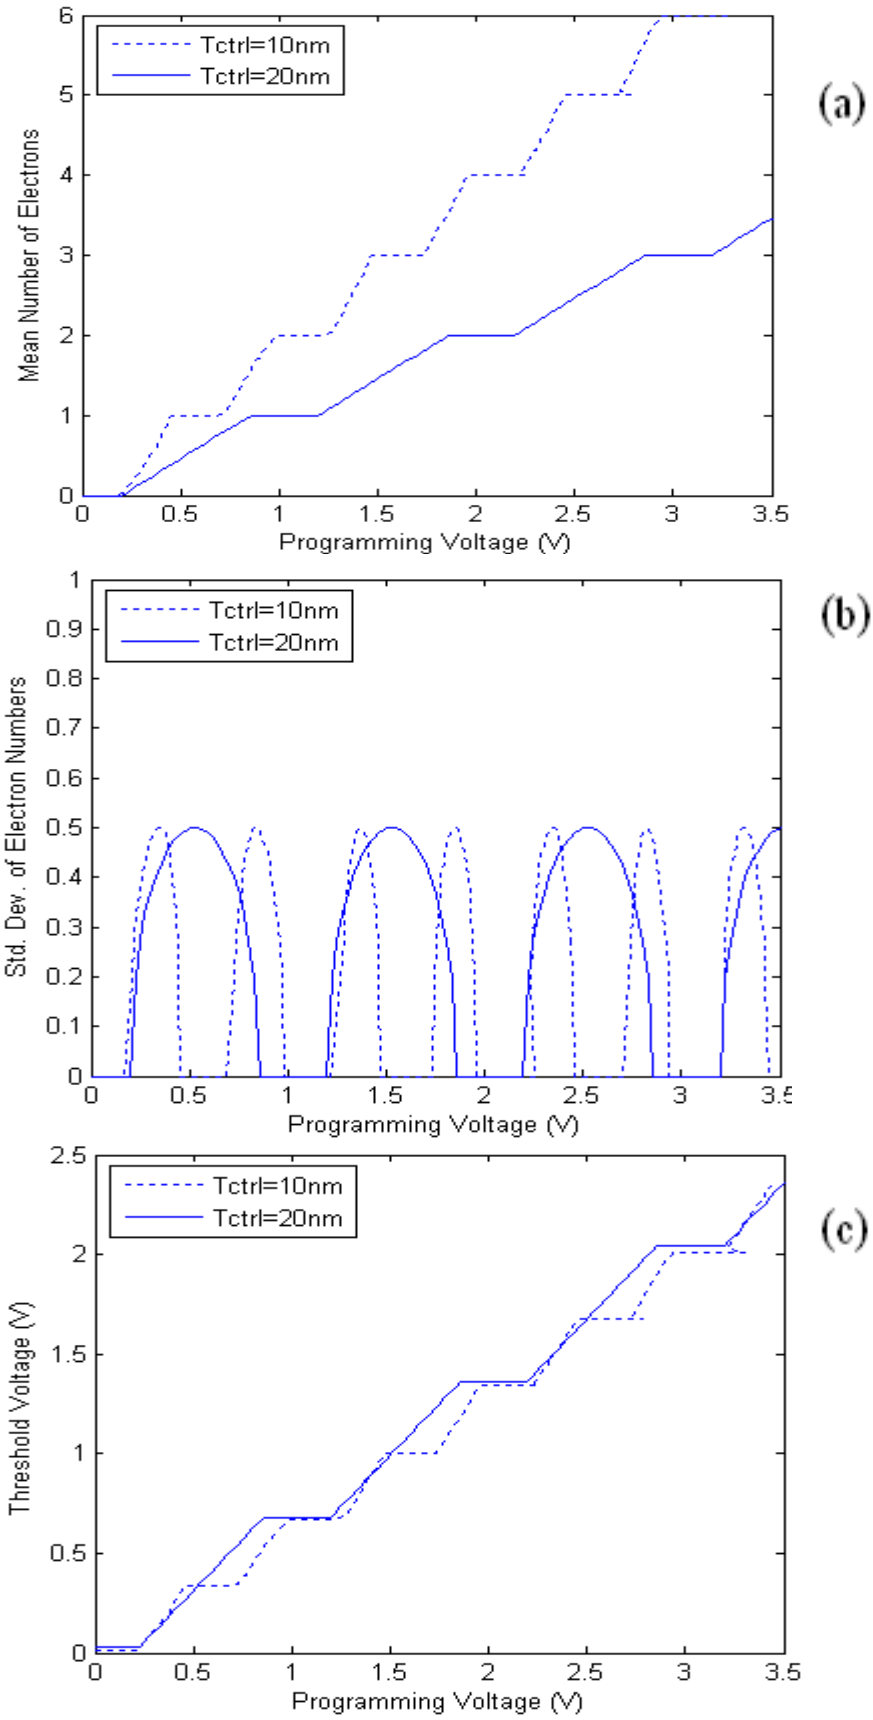 6
5
4
3
2
1
0
Mean Number of Electrons
Tctrl=10nm
Tctrl=20nm
(a)
0 0.5 1 1.5 2 2.5 3 3.5
Programming Voltage (V)
1
0.9
0.8
0.7
0.6
0.5
0.4
0.3
0.2
0.1
0
Std. Dev. of Electron Numbers
Tctrl=10nm
Tctrl=20nm
(b)
0 0.5 1 1.5 2 2.5 3 3.5
Programming Voltage (V)
2.5
2
1.5
1
0.5
0
Threshold Voltage (V)
Tctrl=10nm
Tctrl=20nm
(c)
0 0.5 1 1.5 2 2.5 3 3.5
Programming Voltage (V)